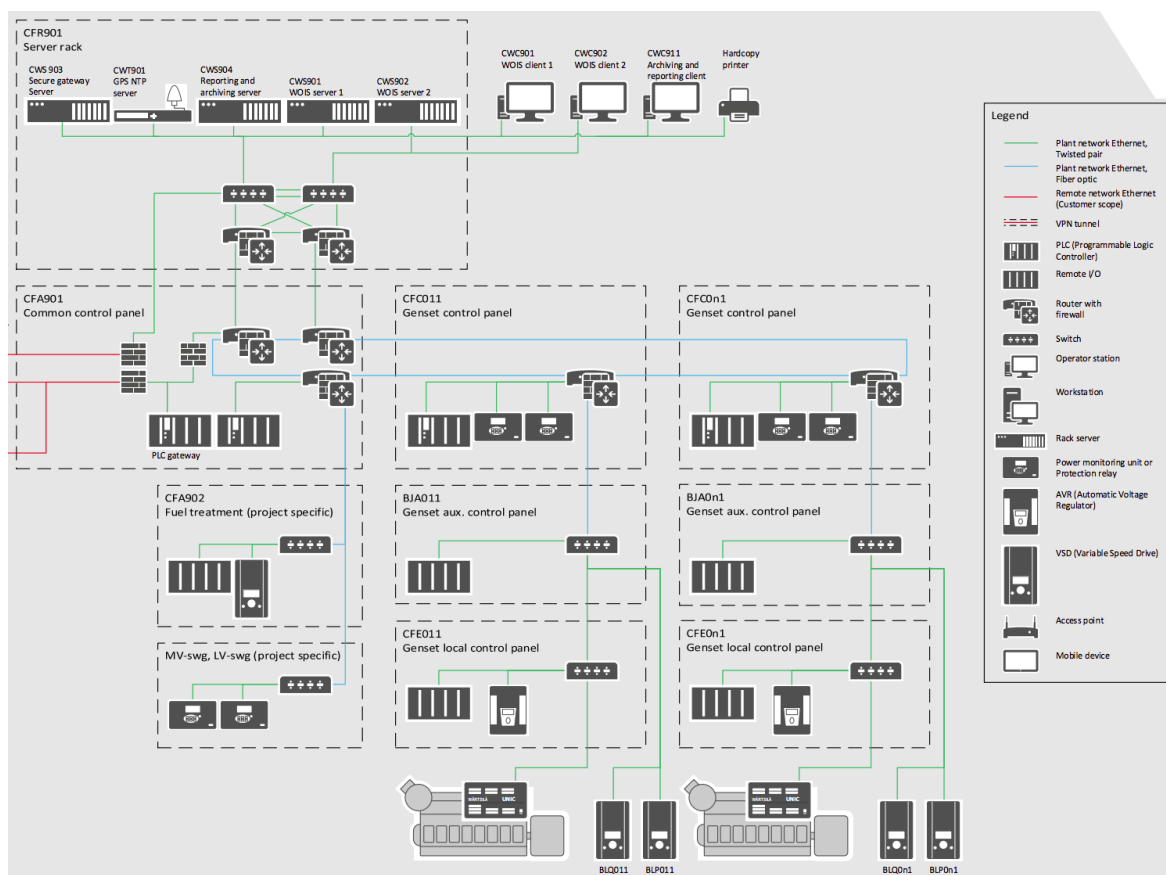 CFR901
Server rack
CWS 903
Secure gateway
Server
CWT901
GPS NTP
server
CWS904
Reporting and
archiving server
CWS901
WOIS server 1
CWS902
WOIS server 2
CWC901
WOIS client 1
CWC902
WOIS client 2
CWC911
Archiving and
reporting client
Hardcopy
printer
CFA901
Common control panel
PLC gateway
CFC011
Genset control panel
CFC0n1
Genset control panel
CFA902
Fuel treatment (project specific)
BJA011
Genset aux. control panel
BJA0n1
Genset aux. control panel
MV-swg, LV-swg (project specific)
CFE011
Genset local control panel
CFE0n1
Genset local control panel
WÄRTSILÄ UNIC
BLQ011
BLP011
WÄRTSILÄ UNIC
BLQ0n1
BLP0n1
Legend
Plant network Ethernet,
Twisted pair
Plant network Ethernet,
Fiber optic
Remote network Ethernet
(Customer scope)
VPN tunnel
PLC (Programmable Logic
Controller)
Remote I/O
Router with
firewall
Switch
Operator station
Workstation
Rack server
Power monitoring unit or
Protection relay
AVR (Automatic Voltage
Regulator)
VSD (Variable Speed Drive)
Access point
Mobile device